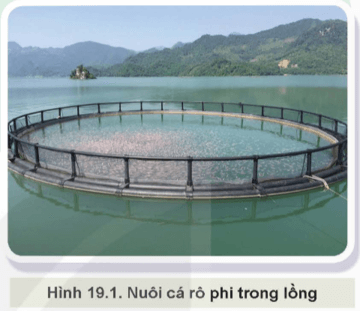 Hình 19.1. Nuôi cá rô phi trong lồng